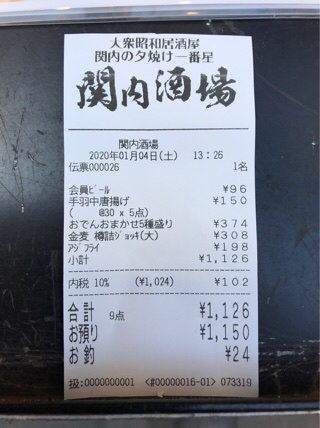 大衆昭和居酒屋
関内の夕焼け一番星
関内酒場
関内酒場
2020年01月04日(土) 13:26
伝票000026 1名
会員ﾋﾞｰﾙ ¥96
手羽中唐揚げ ¥150
( @30 x 5点)
おでんおまかせ5種盛り ¥374
金麦 樽詰ｼﾞｮｯｷ(大) ¥308
ｱｼﾞﾌﾗｲ ¥198
小計 ¥1,126
内税 10% (¥1,024) ¥102
合計 9点 ¥1,126
お預り ¥1,150
お釣 ¥24
扱:0000000001 <#00000016-01> 073319